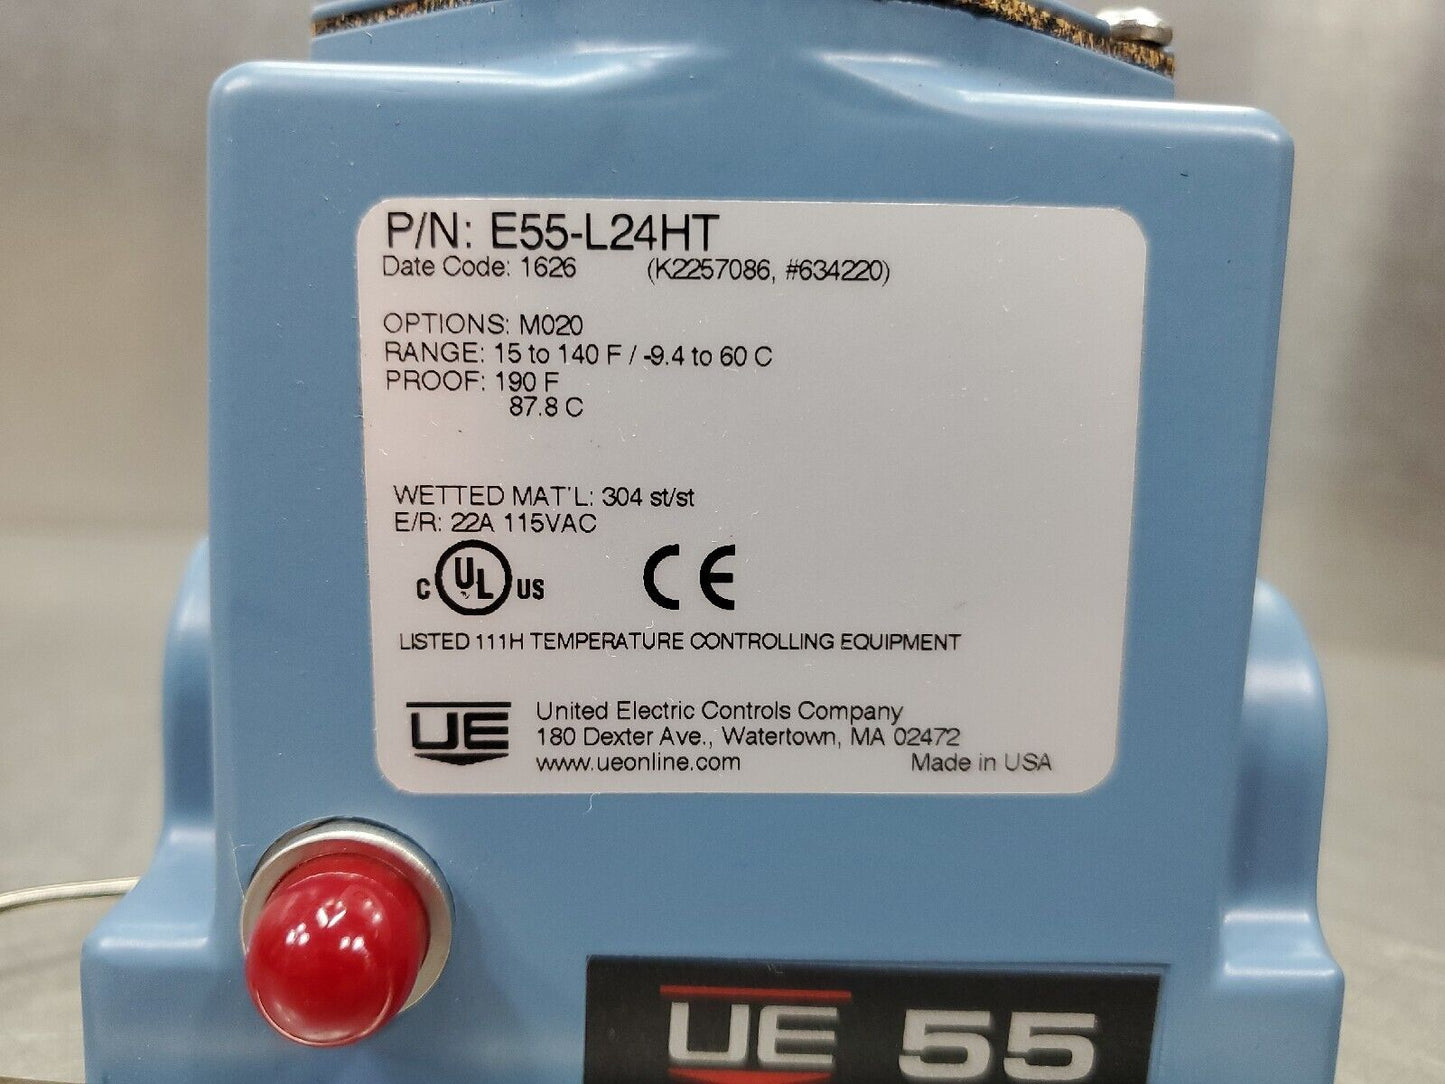 P/N: E55-L24HT
Date Code: 1626 (K2257086, #634220)
OPTIONS: M020
RANGE: 15 to 140 F / -9.4 to 60 C
PROOF: 190 F
87.8 C
WETTED MAT'L: 304 st/st
E/R: 22A 115VAC
C UL US CE
LISTED 111H TEMPERATURE CONTROLLING EQUIPMENT
UE United Electric Controls Company
180 Dexter Ave., Watertown, MA 02472
www.ueonline.com Made in USA
UE 55